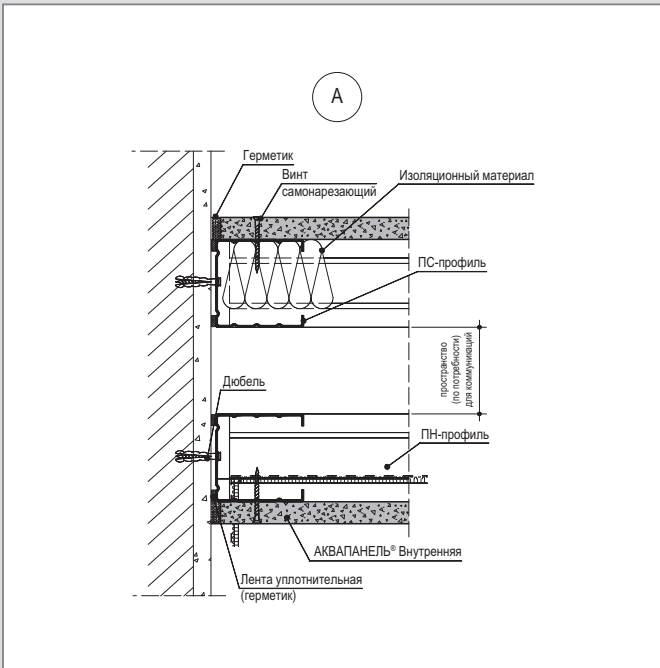 А
Герметик
Винт
самонарезающий
Изоляционный материал
ПС-профиль
пространство
(по потребности)
для коммуникаций
Дюбель
ПН-профиль
АКВАПАНЕЛЬ® Внутренняя
Лента уплотнительная
(герметик)